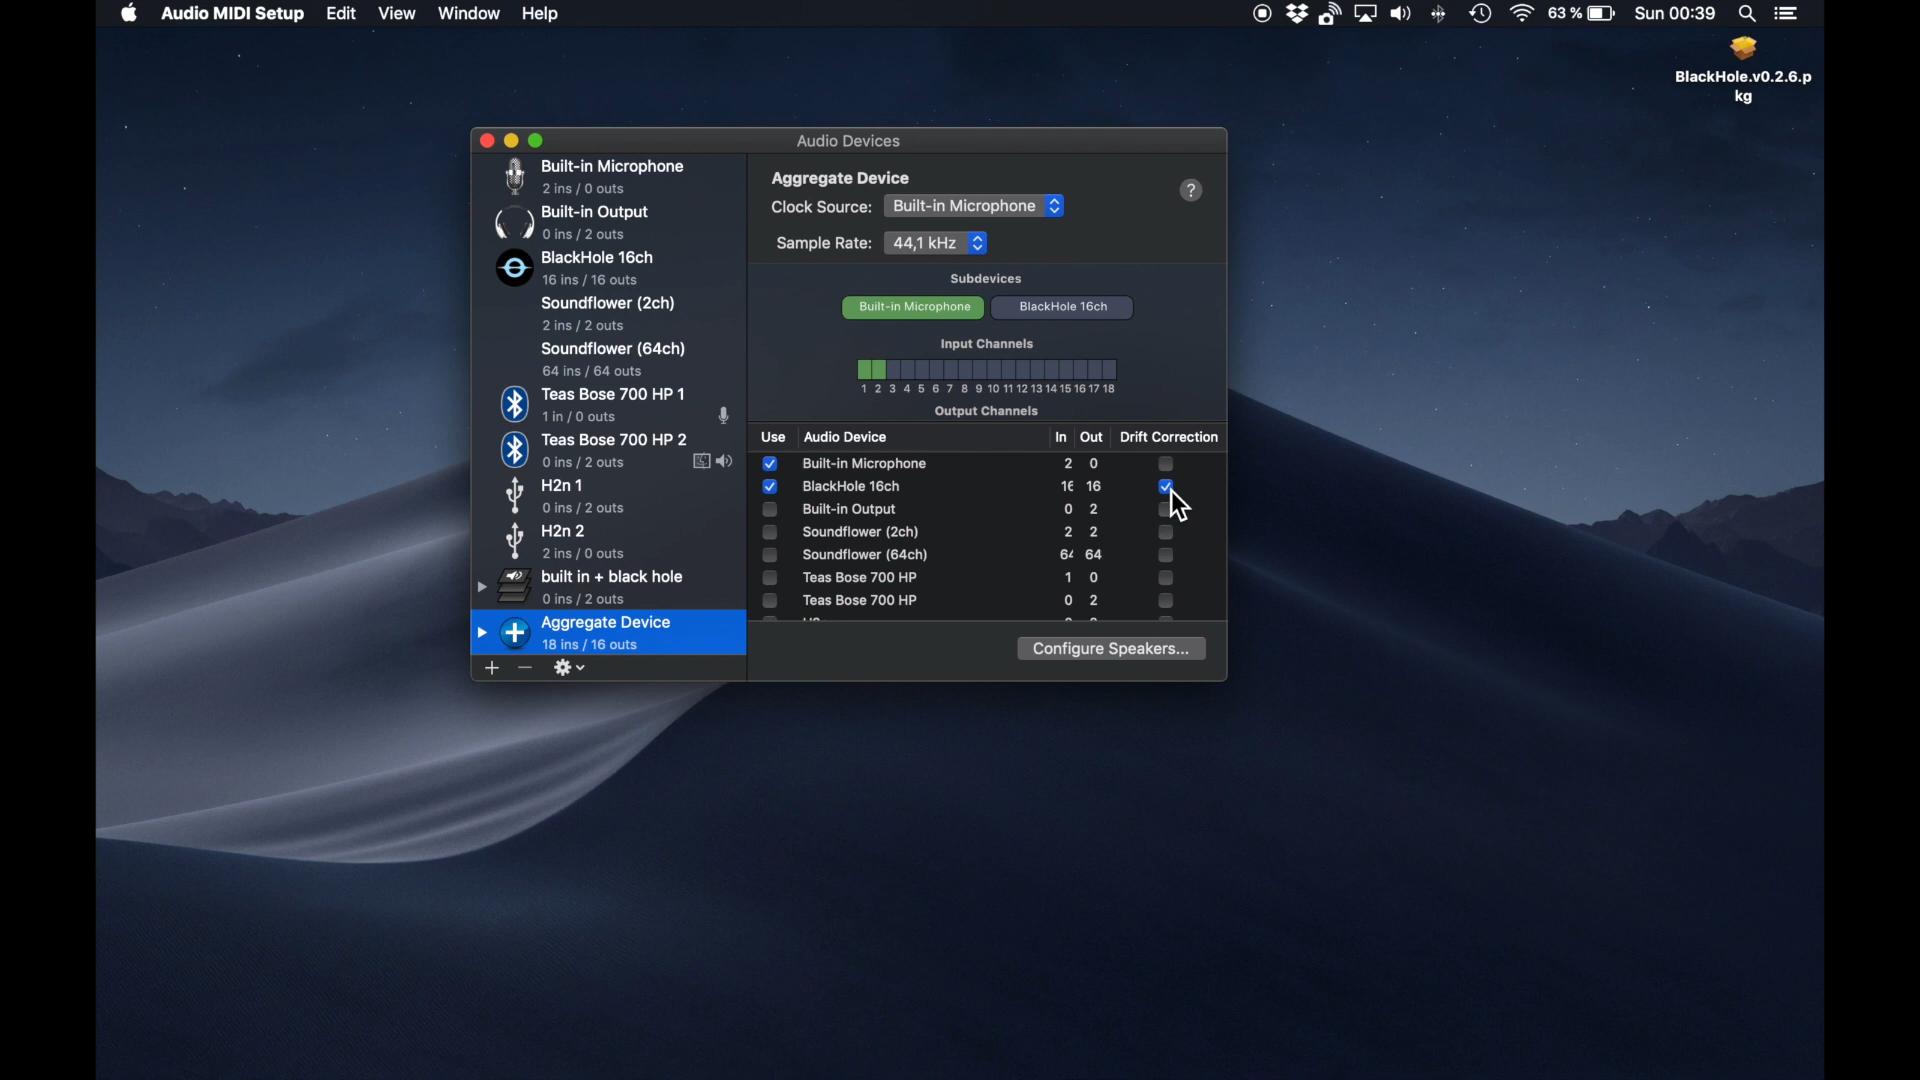 Audio MIDI Setup Edit View Window Help 63 % Sun 00:39
BlackHole.v0.2.6.p
kg
Audio Devices
Built-in Microphone
2 ins / 0 outs
Built-in Output
0 ins / 2 outs
BlackHole 16ch
16 ins / 16 outs
Soundflower (2ch)
2 ins / 2 outs
Soundflower (64ch)
64 ins / 64 outs
Teas Bose 700 HP 1
1 in / 0 outs
Teas Bose 700 HP 2
0 ins / 2 outs
H2n 1
0 ins / 2 outs
H2n 2
2 ins / 0 outs
built in + black hole
0 ins / 2 outs
Aggregate Device
18 ins / 16 outs
Aggregate Device
?
Clock Source: Built-in Microphone
Sample Rate: 44,1 kHz
Subdevices
Built-in Microphone BlackHole 16ch
Input Channels
1 2 3 4 5 6 7 8 9 10 11 12 13 14 15 16 17 18
Output Channels
Use Audio Device In Out Drift Correction
Built-in Microphone 2 0
BlackHole 16ch 16 16
Built-in Output 0 2
Soundflower (2ch) 2 2
Soundflower (64ch) 64 64
Teas Bose 700 HP 1 0
Teas Bose 700 HP 0 2
Configure Speakers...